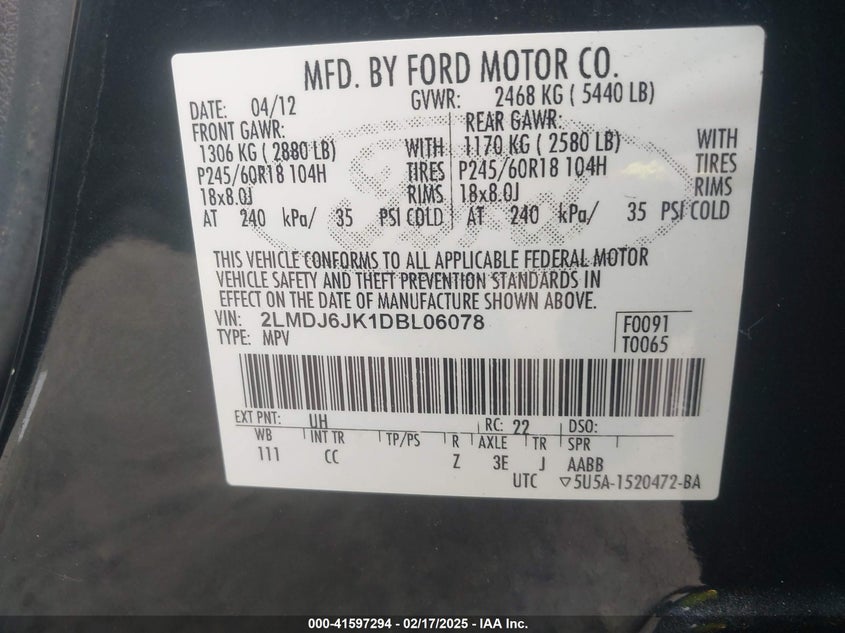 MFD. BY FORD MOTOR CO.
DATE: 04/12 GVWR: 2468 KG ( 5440 LB)
FRONT GAWR: REAR GAWR:
1306 KG ( 2880 LB) WITH 1170 KG ( 2580 LB) WITH
P245/60R18 104H TIRES P245/60R18 104H TIRES
18x8.0J RIMS 18x8.0J RIMS
AT 240 kPa/ 35 PSI COLD AT 240 kPa/ 35 PSI COLD
THIS VEHICLE CONFORMS TO ALL APPLICABLE FEDERAL MOTOR
VEHICLE SAFETY AND THEFT PREVENTION STANDARDS IN
EFFECT ON THE DATE OF MANUFACTURE SHOWN ABOVE.
VIN: 2LMDJ6JK1DBL06078 F0091
TYPE: MPV T0065
EXT PNT: UH RC: 22 DSO:
WB INT TR TP/PS R AXLE TR SPR
111 CC Z 3E J AABB
UTC ▽5U5A-1520472-BA
000-41597294 - 02/17/2025 - IAA Inc.